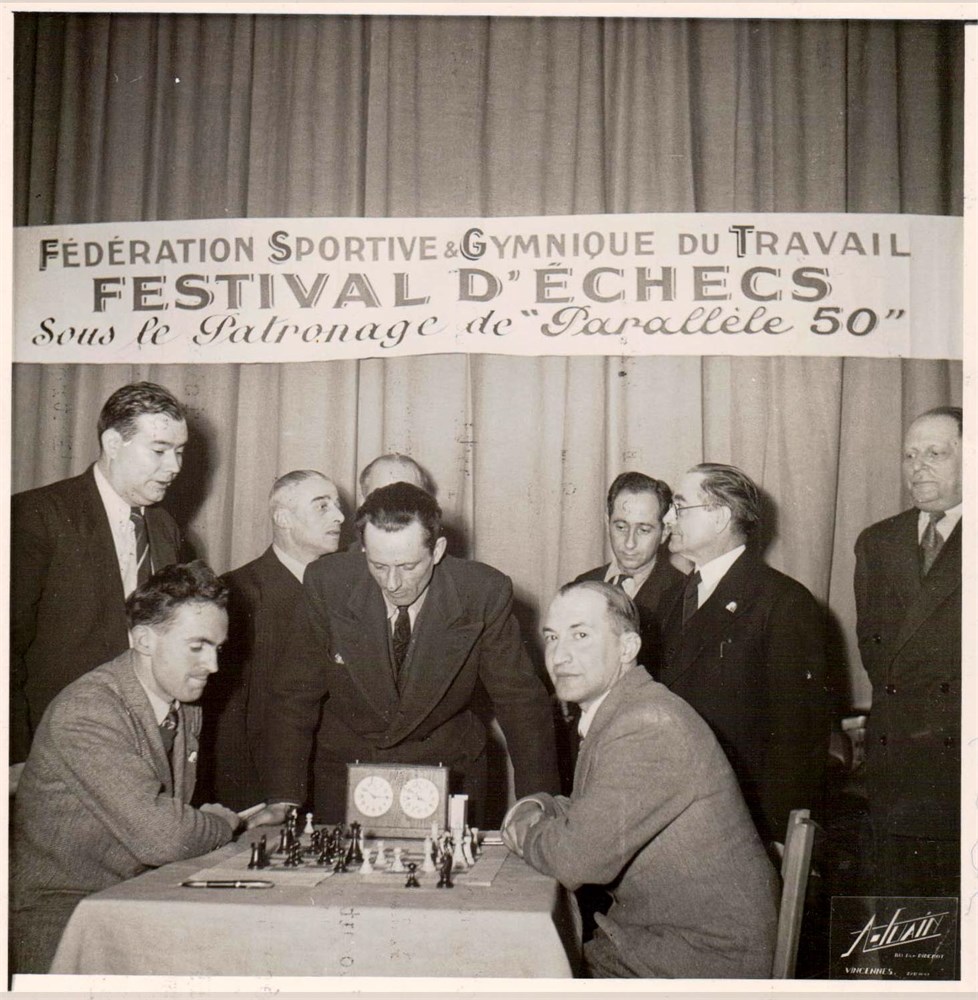 FÉDÉRATION SPORTIVE & GYMNIQUE DU TRAVAIL
FESTIVAL D'ÉCHECS
Sous le Patronage de "Parallèle 50"
VINCENNES.